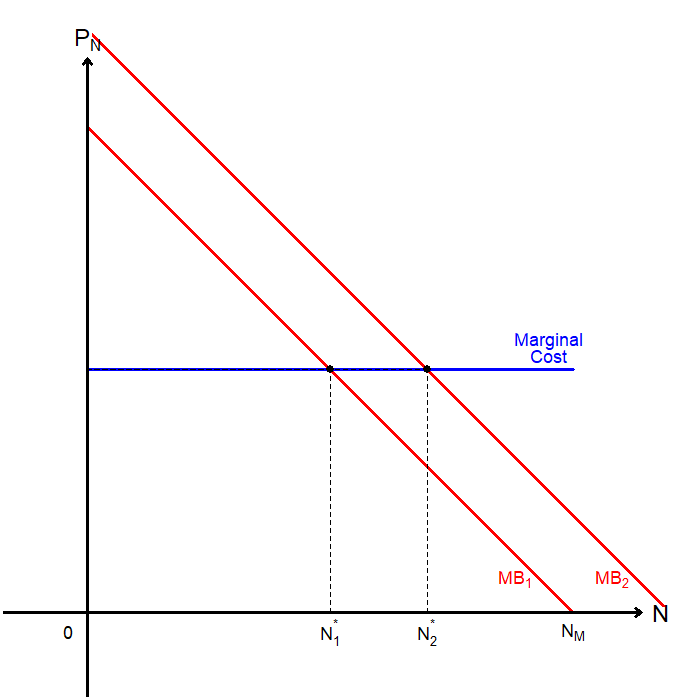 P_N
Marginal
Cost
MB_1
MB_2
N
0
N_1^*
N_2^*
N_M